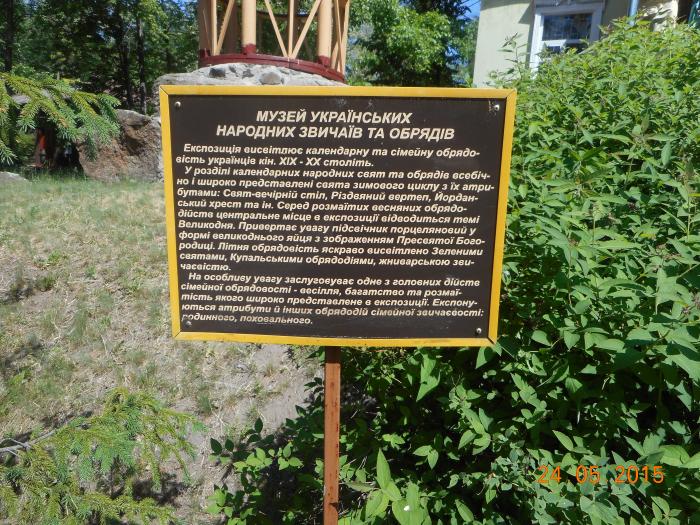 МУЗЕЙ УКРАЇНСЬКИХ
НАРОДНИХ ЗВИЧАЇВ ТА ОБРЯДІВ
Експозиція висвітлює календарну та сімейну обрядо-
вість українців кін. XIX - XX століть.
У розділі календарних народних свят та обрядів всебіч-
но і широко представлені свята зимового циклу з їх атри-
бутами: Свят-вечірній стіл, Різдвяний вертеп, Йордан-
ський хрест та ін. Серед розмаїтих весняних обрядо-
дійств центральне місце в експозиції відводиться темі
Великодня. Привертає увагу підсвічник порцеляновий у
формі великоднього яйця з зображенням Пресвятої Бого-
родиці. Літня обрядовість яскраво висвітлено Зеленими
святами, Купальськими обрядодіями, жниварською зви-
чаєвістю.
На особливу увагу заслуговуає одне з головних дійств
сімейної обрядовості - весілля, багатство та розмаї-
тість якого широко представлене в експозиції. Експону-
ються атрибути й інших обрядодій сімейної звичаєвості:
родинного, поховального.
24 05 2015